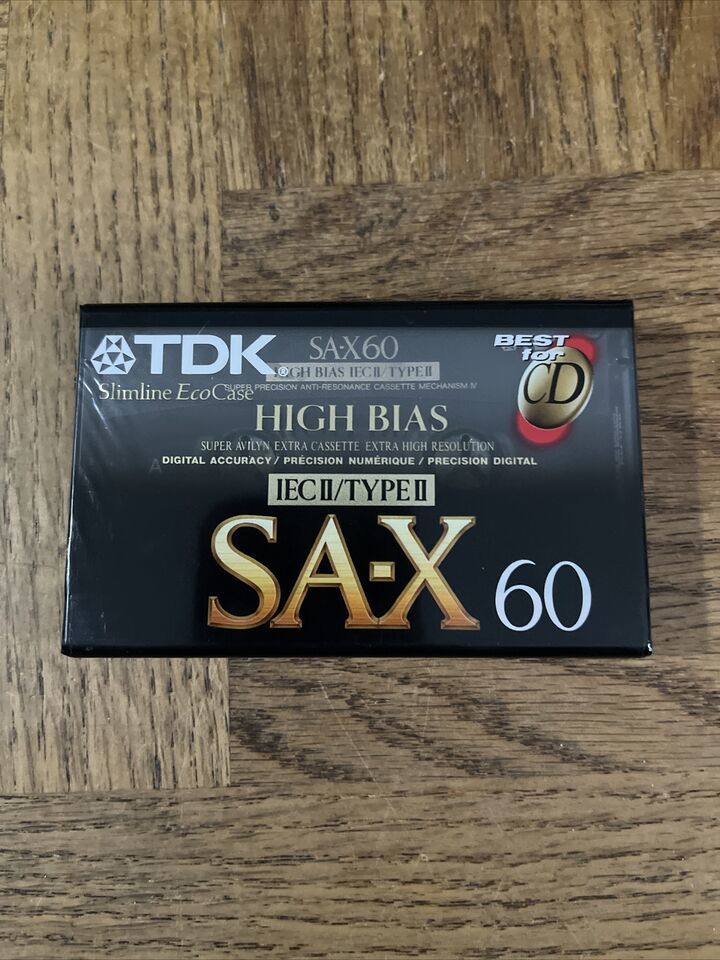 TDK®
Slimline EcoCase
SA-X60
HIGH BIAS IECII/TYPEII
SUPER PRECISION ANTI-RESONANCE CASSETTE MECHANISM IV
BEST
for
CD
HIGH BIAS
SUPER AVILYN EXTRA CASSETTE EXTRA HIGH RESOLUTION
DIGITAL ACCURACY / PRÉCISION NUMÉRIQUE / PRECISION DIGITAL
A
IECII/TYPEII
SA-X 60